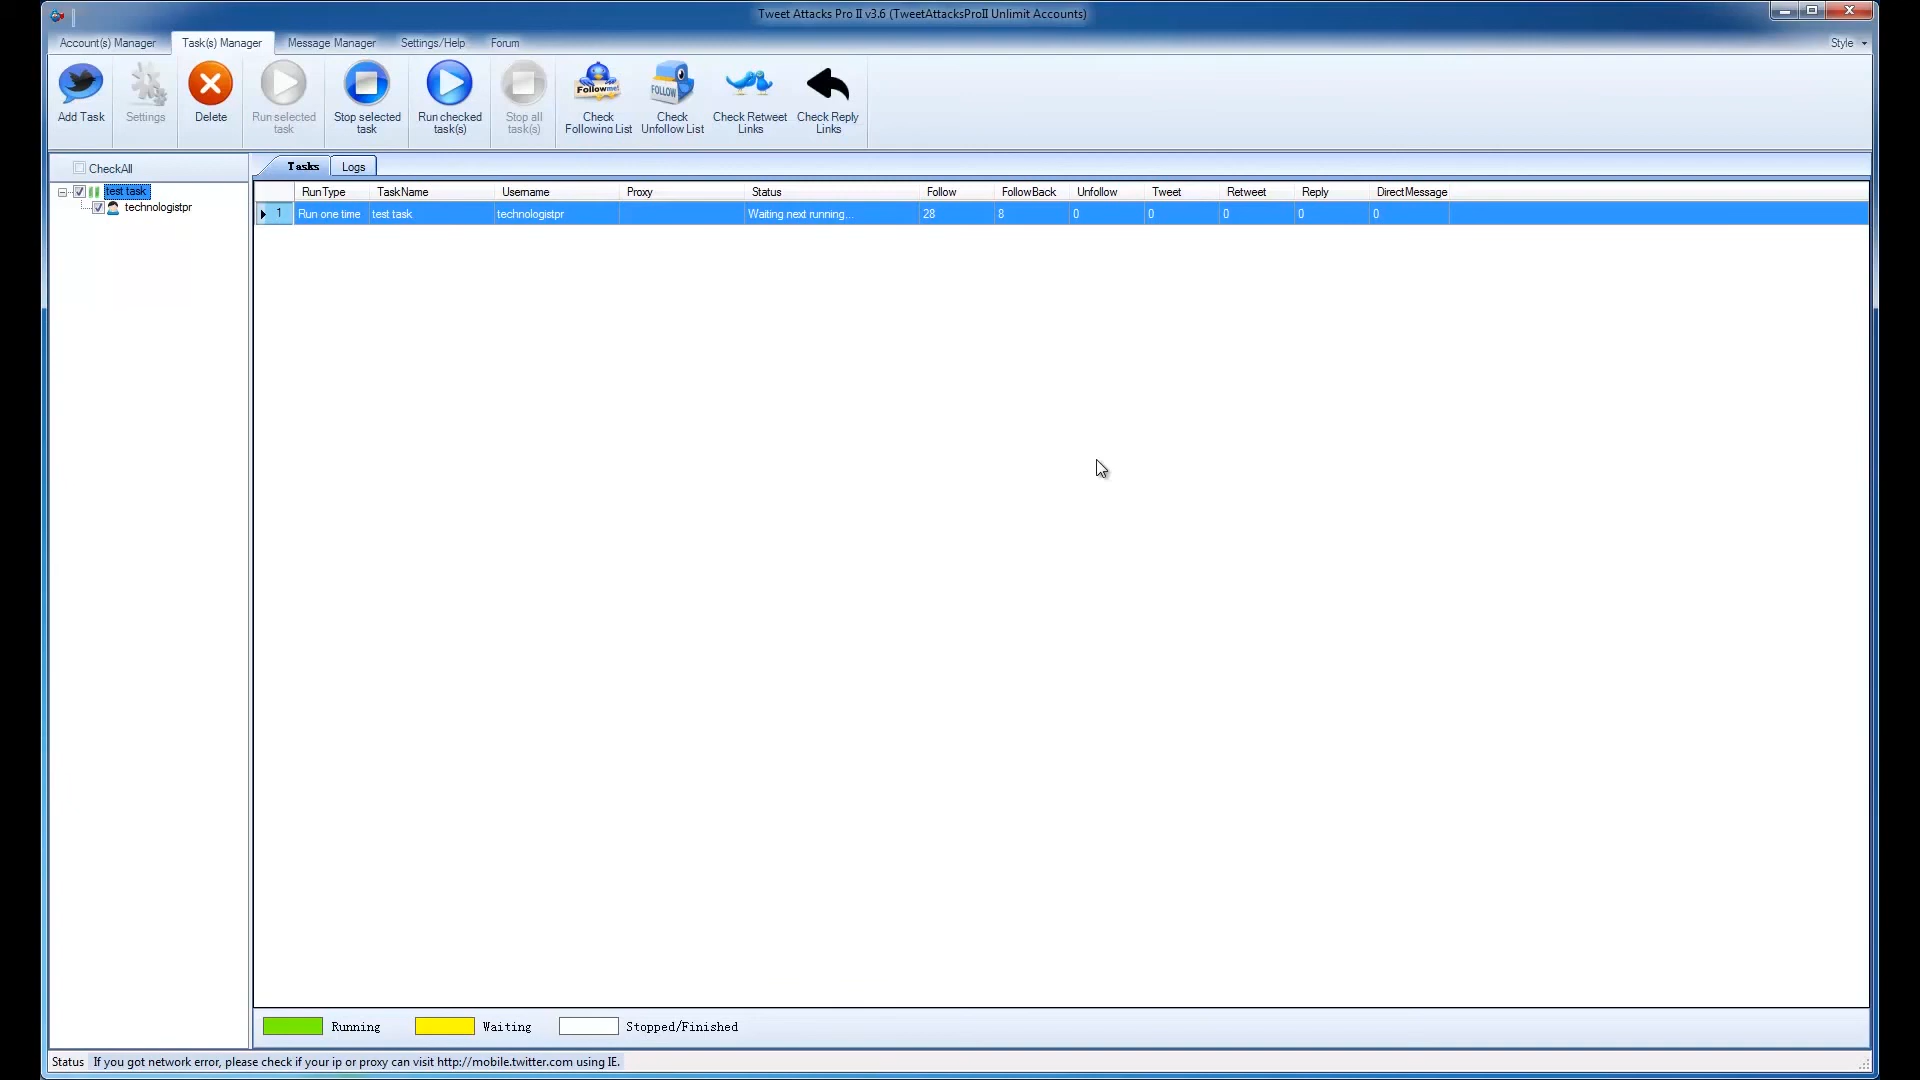 Tweet Attacks Pro II v3.6 (TweetAttacksProII Unlimit Accounts)
Account(s) Manager Task(s) Manager Message Manager Settings/Help Forum Style
Add Task Settings Delete Run selected task Stop selected task Run checked task(s) Stop all task(s) Check Following List Check Unfollow List Check Retweet Links Check Reply Links
Followme!
FOLLOW
CheckAll
Tasks Logs
test task
technologistpr
RunType TaskName Username Proxy Status Follow FollowBack Unfollow Tweet Retweet Reply DirectMessage
1 Run one time test task technologistpr Waiting next running... 28 8 0 0 0 0 0
Running Waiting Stopped/Finished
Status If you got network error, please check if your ip or proxy can visit http://mobile.twitter.com using IE.